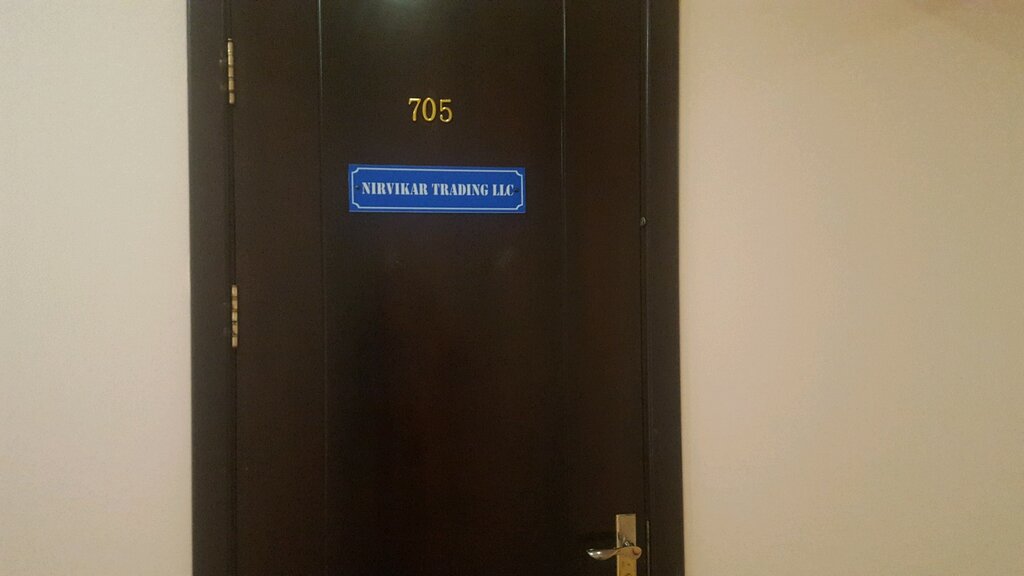 705
NIRVIKAR TRADING LLC